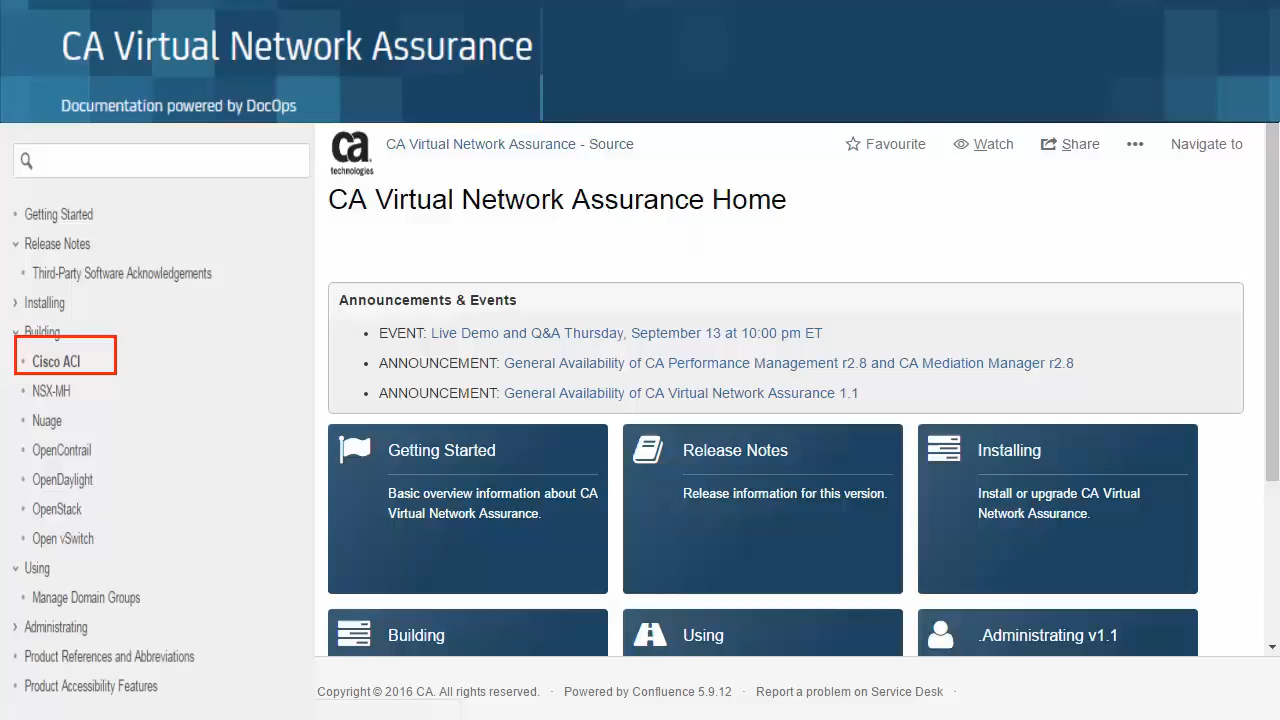 CA Virtual Network Assurance
Documentation powered by DocOps
Getting Started
Release Notes
Third-Party Software Acknowledgements
Installing
Building
Cisco ACI
NSX-MH
Nuage
OpenContrail
OpenDaylight
OpenStack
Open vSwitch
Using
Manage Domain Groups
Administrating
Product References and Abbreviations
Product Accessibility Features
ca technologies
CA Virtual Network Assurance - Source
Favourite Watch Share ••• Navigate to
CA Virtual Network Assurance Home
Announcements & Events
• EVENT: Live Demo and Q&A Thursday, September 13 at 10:00 pm ET
• ANNOUNCEMENT: General Availability of CA Performance Management r2.8 and CA Mediation Manager r2.8
• ANNOUNCEMENT: General Availability of CA Virtual Network Assurance 1.1
Getting Started
Basic overview information about CA
Virtual Network Assurance.
Release Notes
Release information for this version.
Installing
Install or upgrade CA Virtual
Network Assurance.
Building
Using
.Administrating v1.1
Copyright © 2016 CA. All rights reserved. · Powered by Confluence 5.9.12 · Report a problem on Service Desk ·